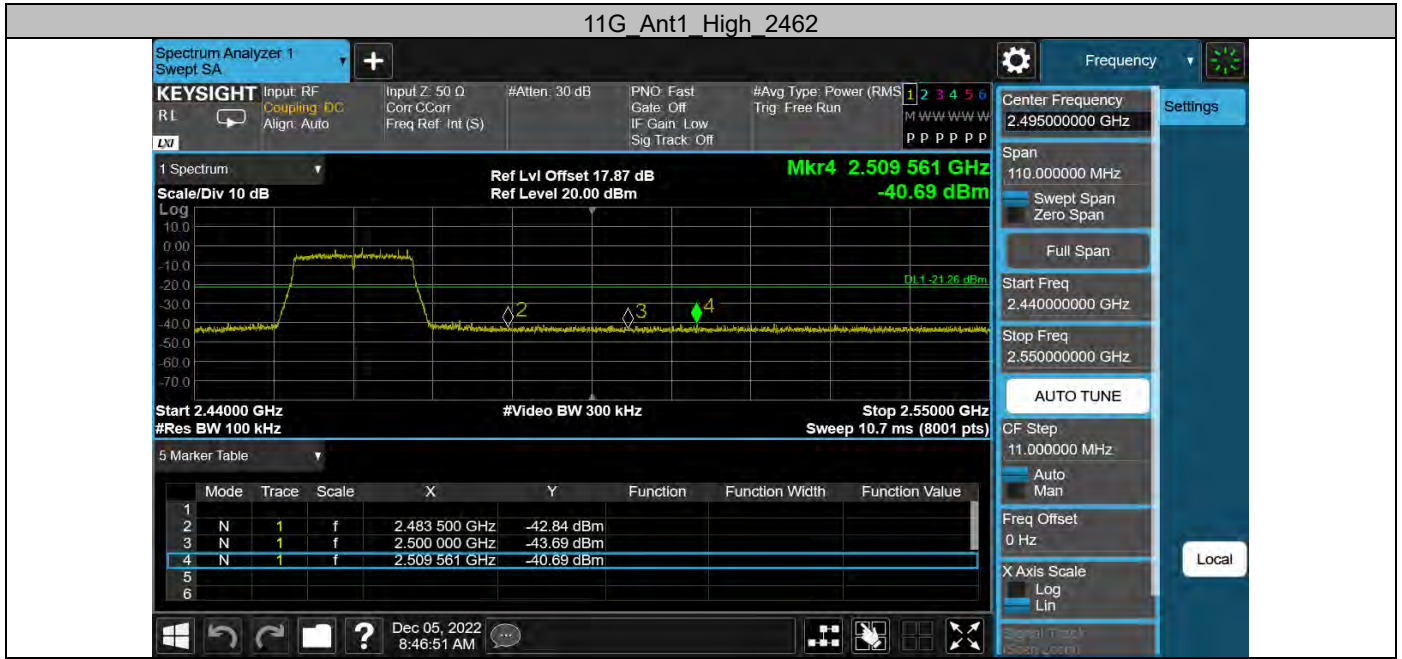 11G_Ant1_High_2462
Spectrum Analyzer 1
Swept SA
Frequency
KEYSIGHT
RL
LXI
Input: RF
Coupling: DC
Align: Auto
Input Z: 50 Ω
Corr CCorr
Freq Ref: Int (S)
#Atten: 30 dB
PNO: Fast
Gate: Off
IF Gain: Low
Sig Track: Off
#Avg Type: Power (RMS
Trig: Free Run
1 2 3 4 5 6
M W W W W W
P P P P P P
Center Frequency
2.495000000 GHz
Settings
1 Spectrum
Scale/Div 10 dB
Ref Lvl Offset 17.87 dB
Ref Level 20.00 dBm
Mkr4 2.509 561 GHz
-40.69 dBm
Span
110.000000 MHz
Swept Span
Zero Span
Full Span
Log
10.0
0.00
-10.0
-20.0
-30.0
-40.0
-50.0
-60.0
-70.0
DL1 -21.26 dBm
2
3
4
Start Freq
2.440000000 GHz
Stop Freq
2.550000000 GHz
AUTO TUNE
Start 2.44000 GHz
#Video BW 300 kHz
Stop 2.55000 GHz
#Res BW 100 kHz
Sweep 10.7 ms (8001 pts)
CF Step
11.000000 MHz
Auto
Man
5 Marker Table
Mode Trace Scale X Y Function Function Width Function Value
1
2 N 1 f 2.483 500 GHz -42.84 dBm
3 N 1 f 2.500 000 GHz -43.69 dBm
4 N 1 f 2.509 561 GHz -40.69 dBm
5
6
Freq Offset
0 Hz
X Axis Scale
Log
Lin
Local
Signal Track
(Span Zoom)
?
Dec 05, 2022
8:46:51 AM